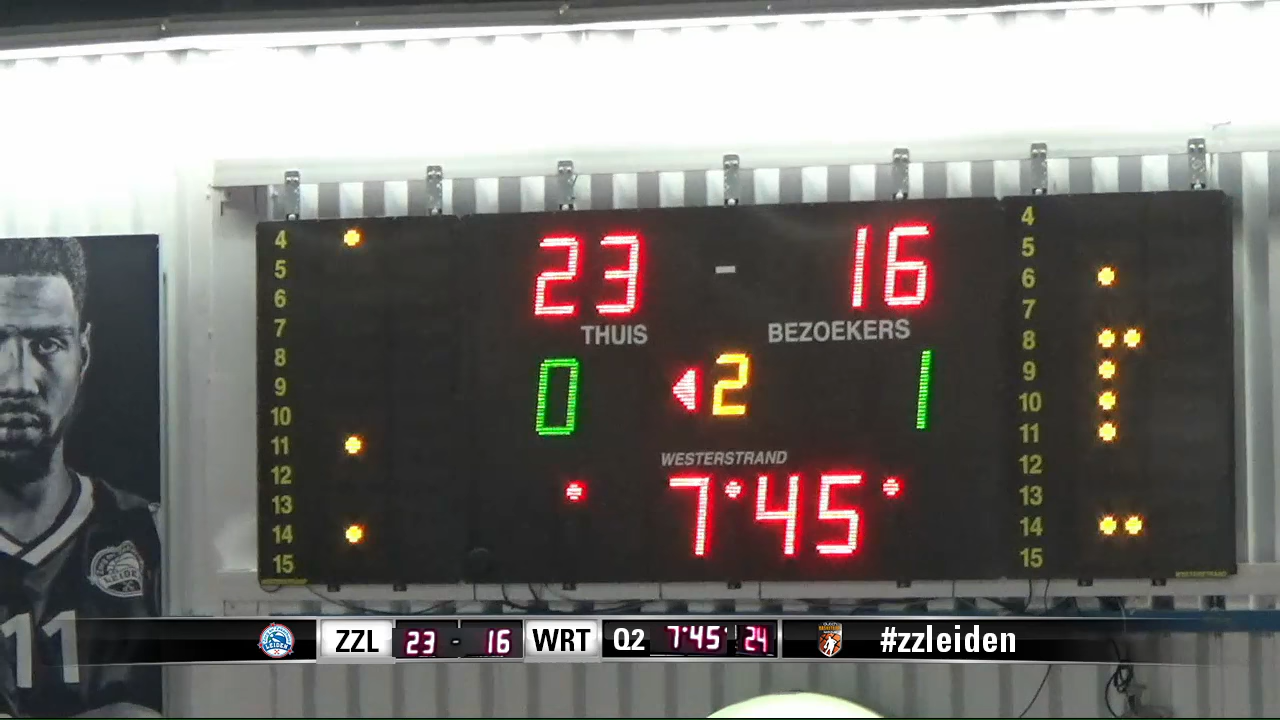 4 4
5 23 - 16 5
6 6
7 THUIS BEZOEKERS 7
8 8
9 0 2 1 9
10 10
11 11
12 WESTERSTRAND 12
13 7 45 13
14 14
15 15
LEIDEN
11
LEIDEN ZZL 23 - 16 WRT Q2 7'45 24 #zzleiden